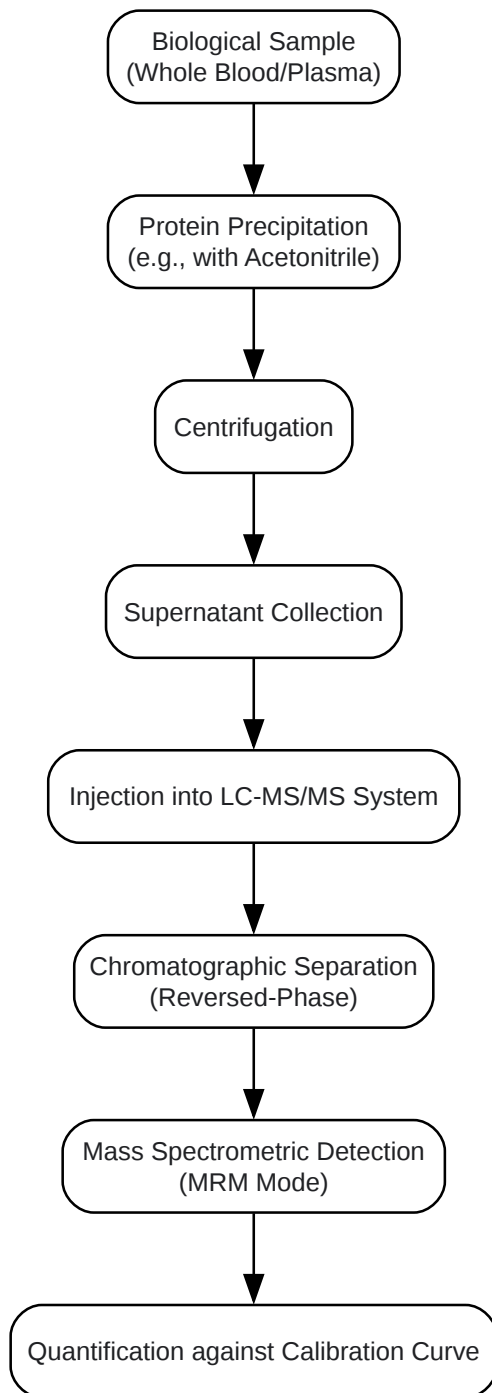 Biological Sample
(Whole Blood/Plasma)
Protein Precipitation
(e.g., with Acetonitrile)
Centrifugation
Supernatant Collection
Injection into LC-MS/MS System
Chromatographic Separation
(Reversed-Phase)
Mass Spectrometric Detection
(MRM Mode)
Quantification against Calibration Curve